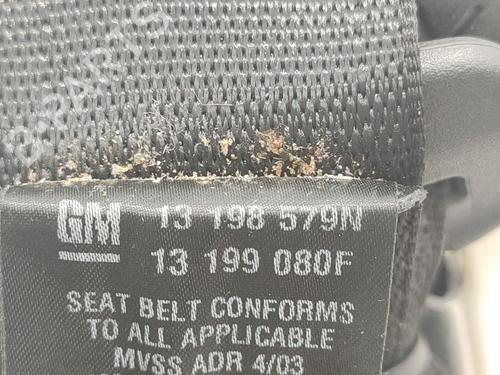 GM 13 198 579N
13 199 080F
SEAT BELT CONFORMS
TO ALL APPLICABLE
MVSS ADR 4/03